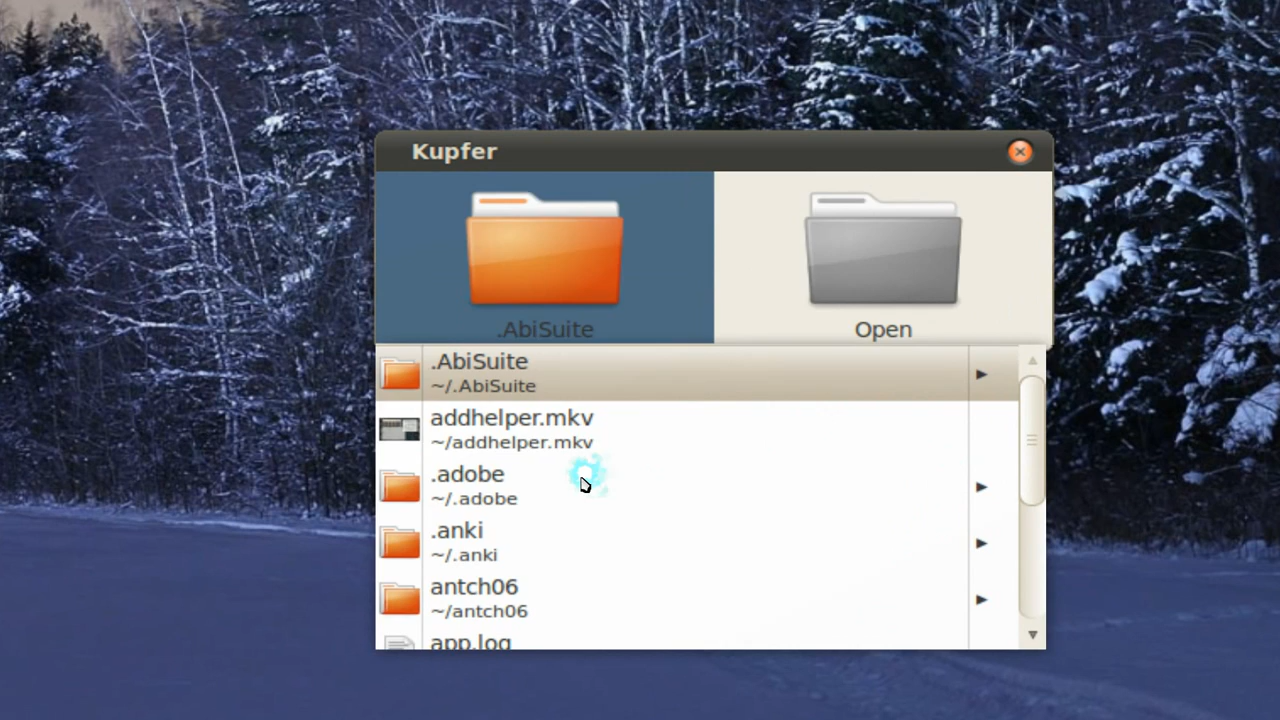 Kupfer
.AbiSuite
Open
.AbiSuite
~/.AbiSuite
addhelper.mkv
~/addhelper.mkv
.adobe
~/.adobe
.anki
~/.anki
antch06
~/antch06
app.log